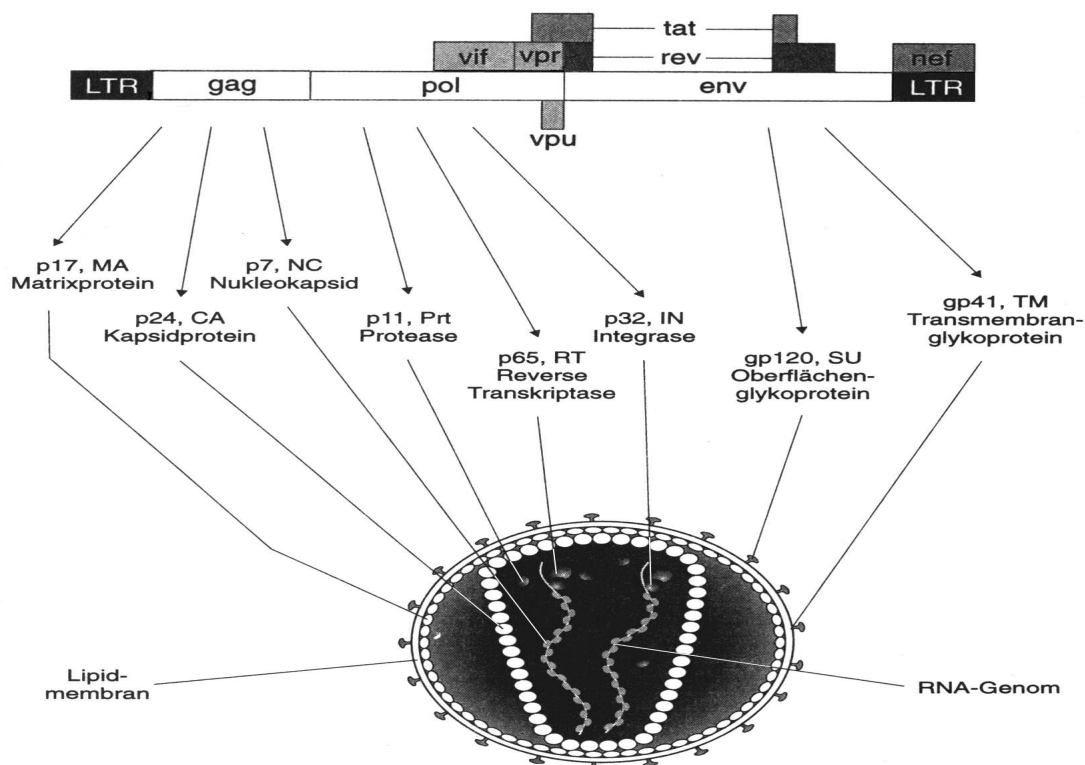 tat
vif vpr rev nef
LTR gag pol env LTR
vpu
p17, MA
Matrixprotein
p7, NC
Nukleokapsid
p24, CA
Kapsidprotein
p11, Prt
Protease
p65, RT
Reverse
Transkriptase
p32, IN
Integrase
gp120, SU
Oberflächen-
glykoprotein
gp41, TM
Transmembran-
glykoprotein
Lipid-
membran
RNA-Genom